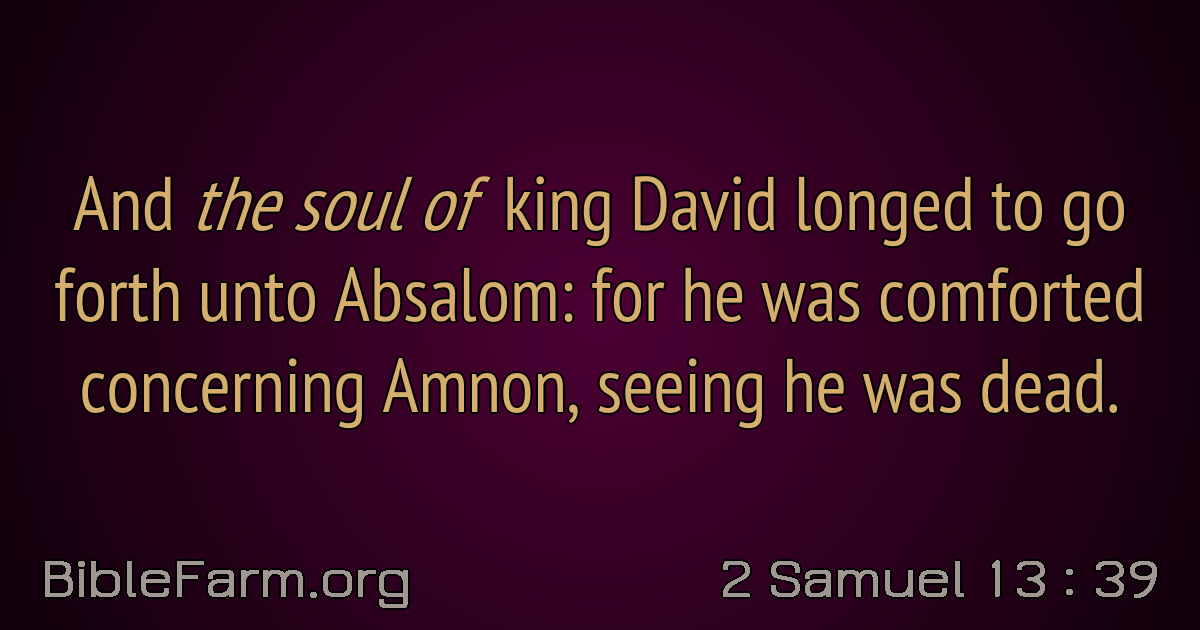 And the soul of king David longed to go
forth unto Absalom: for he was comforted
concerning Amnon, seeing he was dead.
BibleFarm.org
2 Samuel 13 : 39